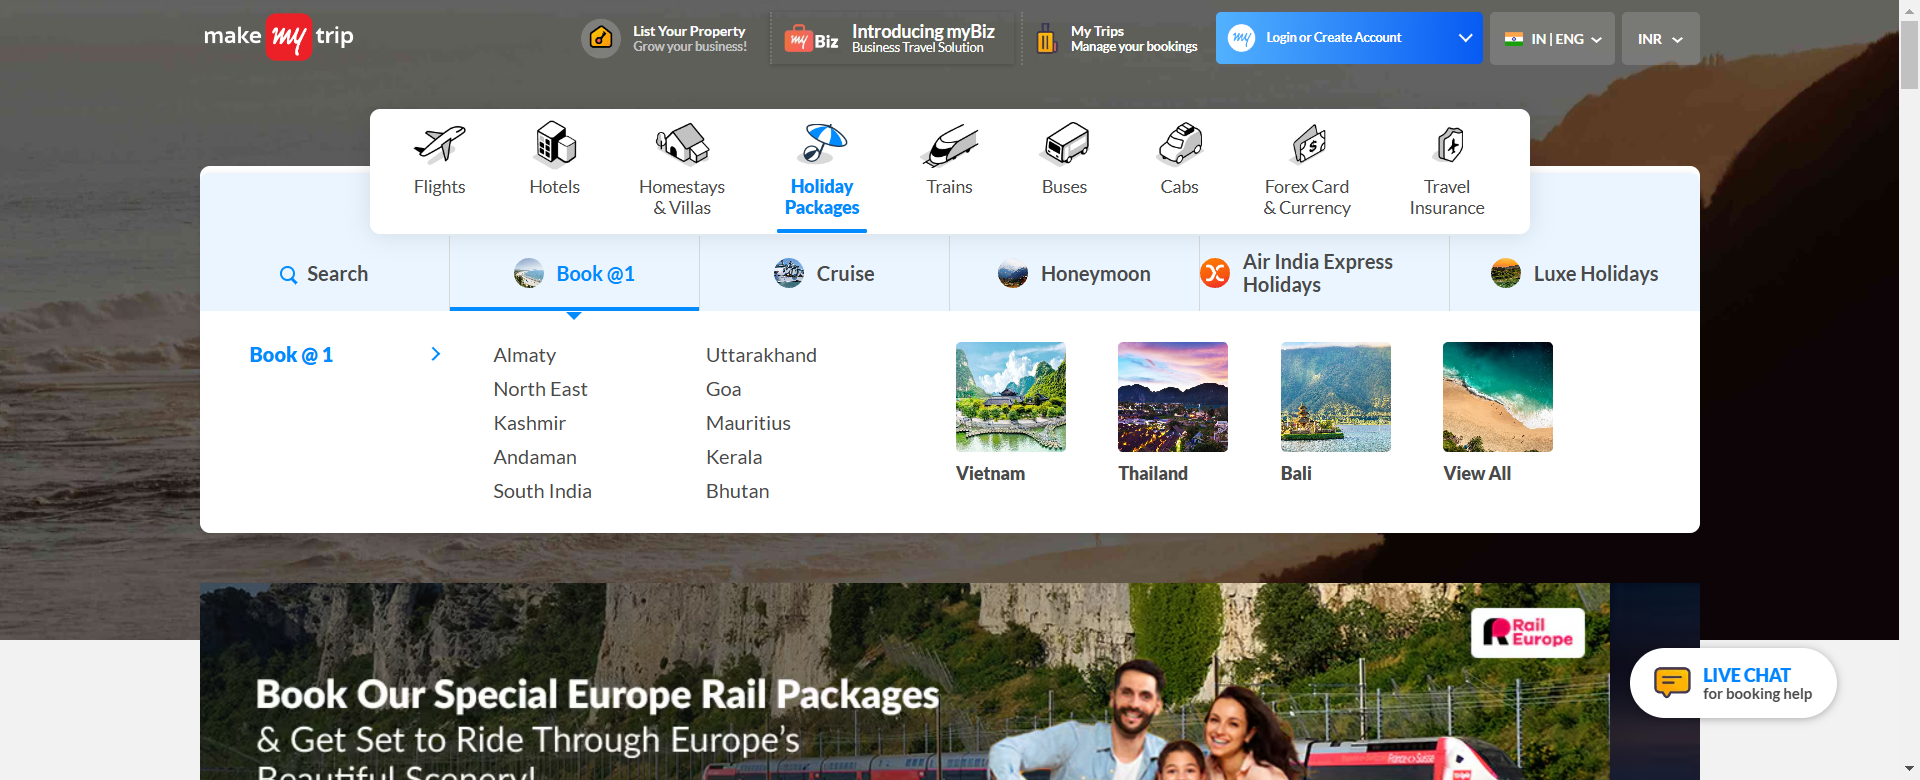 make my trip
List Your Property
Grow your business!
my Biz
Introducing myBiz
Business Travel Solution
My Trips
Manage your bookings
my
Login or Create Account
IN | ENG
INR
Flights
Hotels
Homestays
& Villas
Holiday
Packages
Trains
Buses
Cabs
Forex Card
& Currency
Travel
Insurance
Search
Book @1
Cruise
Honeymoon
Air India Express
Holidays
Luxe Holidays
Book @ 1
Almaty
North East
Kashmir
Andaman
South India
Uttarakhand
Goa
Mauritius
Kerala
Bhutan
Vietnam
Thailand
Bali
View All
Rail
Europe
Book Our Special Europe Rail Packages
& Get Set to Ride Through Europe's
Beautiful Scenery!
LIVE CHAT
for booking help